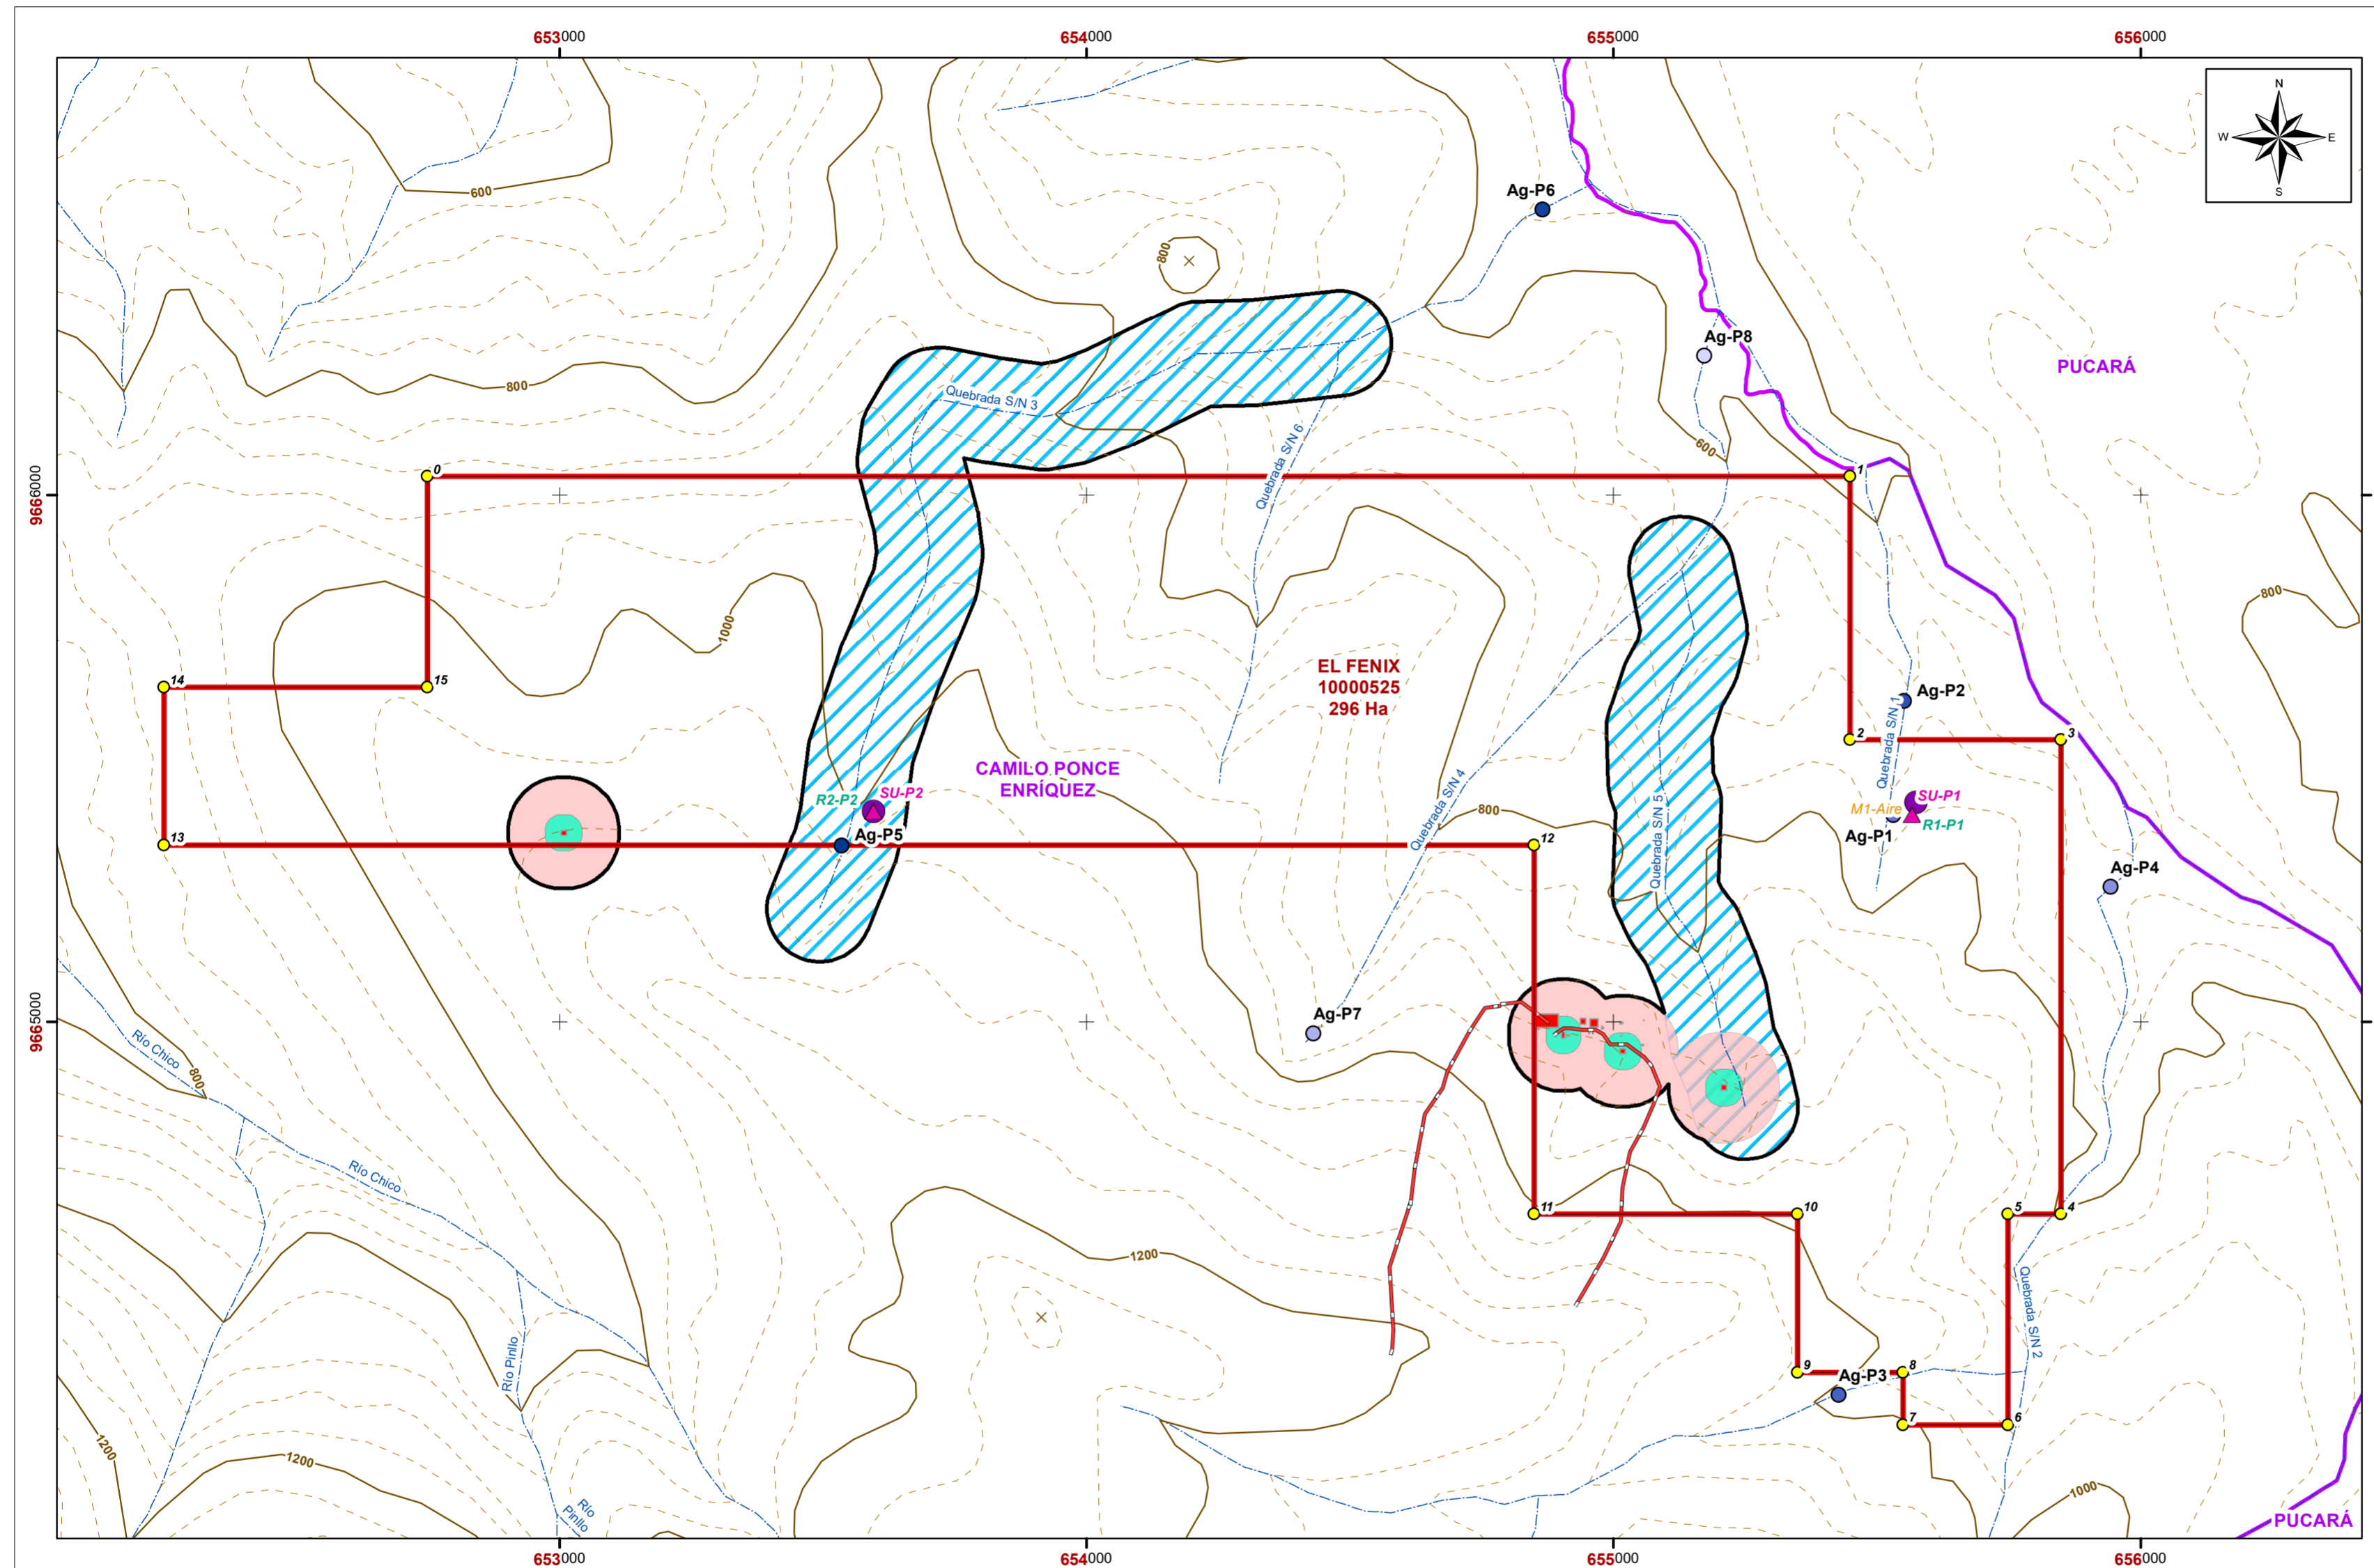 653000
654000
655000
656000
N
W
E
S
600
Ag-P6
800
Ag-P8
PUCARÁ
800
Quebrada S/N 3
600
Quebrada S/N 6
9666000
0
1
800
1000
EL FENIX
10000525
296 Ha
14
15
Ag-P2
Quebrada S/N 1
2
3
CAMILO PONCE
ENRÍQUEZ
R2-P2
SU-P2
SU-P1
M1-Aire
R1-P1
Ag-P5
Ag-P1
800
Quebrada S/N 4
Quebrada S/N 5
13
12
Ag-P4
9665000
Ag-P7
Río Chico
800
Río Chico
11
10
5
4
1200
Quebrada S/N 2
Río Pinllo
9
8
Ag-P3
7
6
1200
1200
1000
Río
Pinllo
PUCARÁ
653000
654000
655000
656000